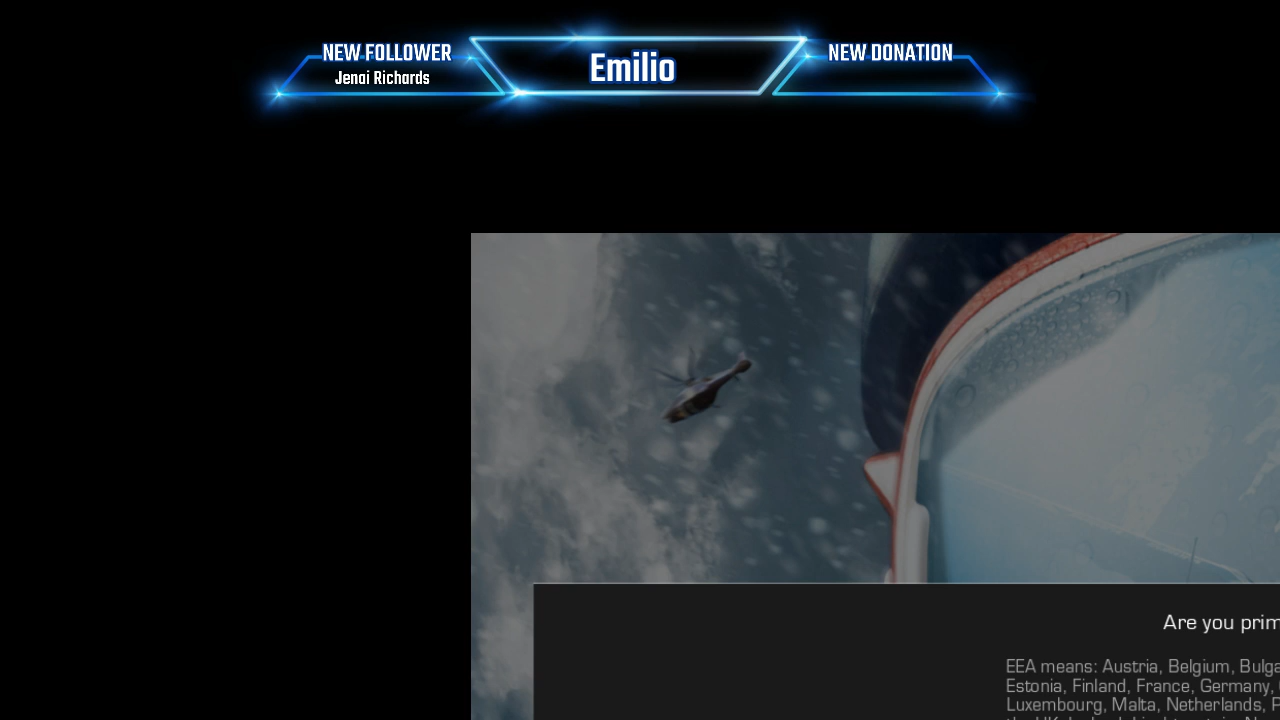 NEW FOLLOWER
Jenai Richards
Emilio
NEW DONATION
Are you prim
EEA means: Austria, Belgium, Bulga
Estonia, Finland, France, Germany,
Luxembourg, Malta, Netherlands, P